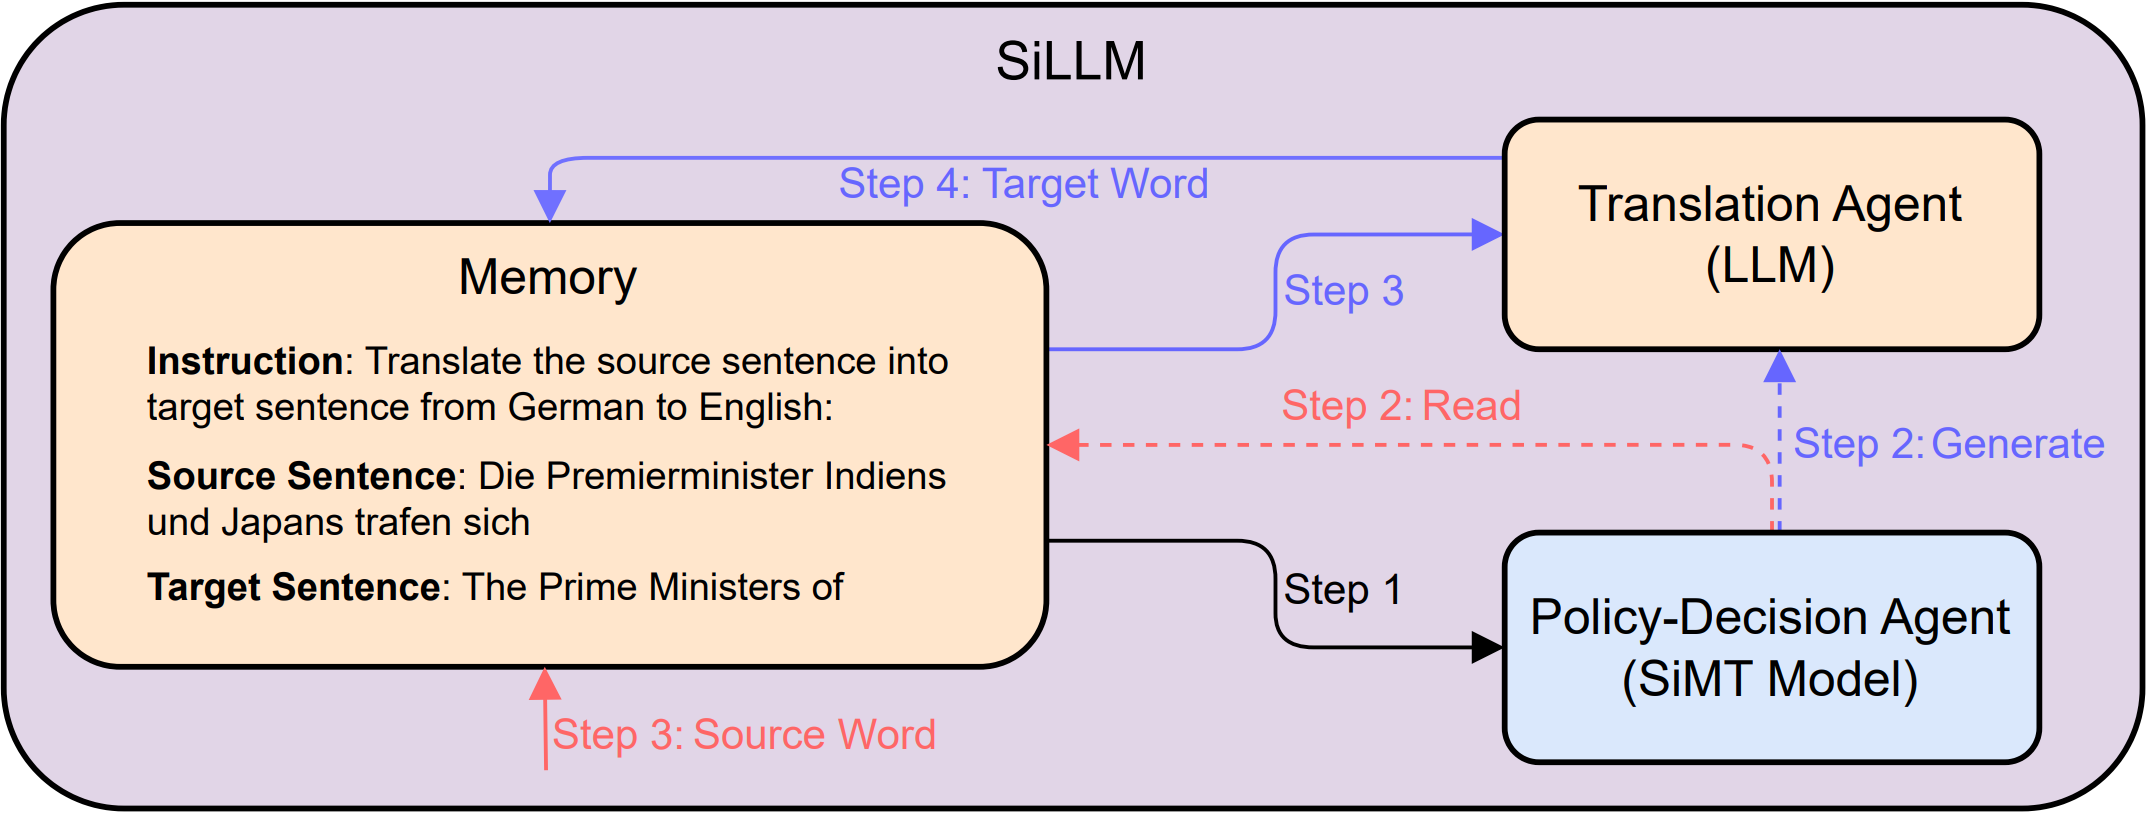 SiLLM
Step 4: Target Word
Translation Agent
(LLM)
Memory
Step 3
Instruction: Translate the source sentence into
target sentence from German to English:
Step 2: Read
Step 2: Generate
Source Sentence: Die Premierminister Indiens
und Japans trafen sich
Target Sentence: The Prime Ministers of
Step 1
Policy-Decision Agent
(SiMT Model)
Step 3: Source Word